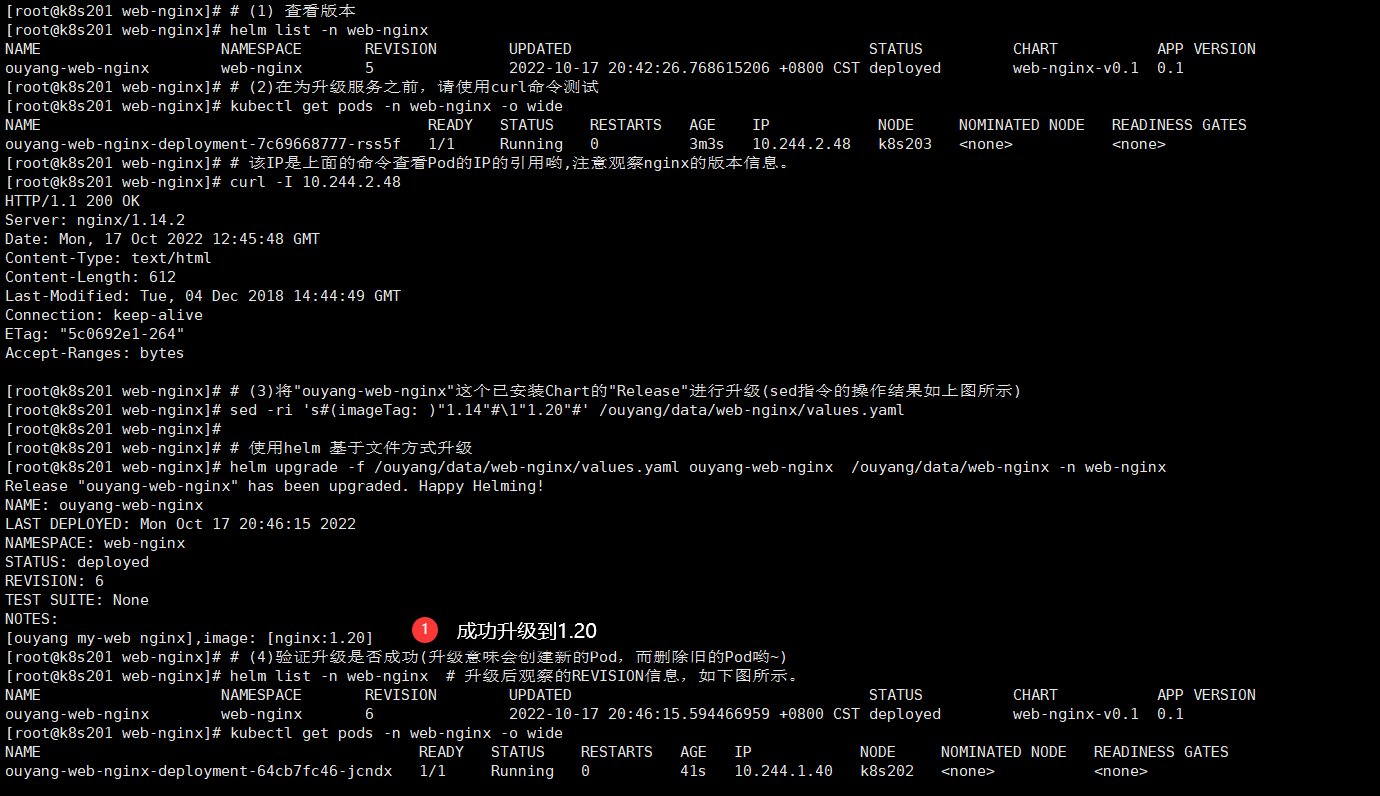 [root@k8s201 web-nginx]# # (1) 查看版本
[root@k8s201 web-nginx]# helm list -n web-nginx
NAME NAMESPACE REVISION UPDATED STATUS CHART APP VERSION
ouyang-web-nginx web-nginx 5 2022-10-17 20:42:26.768615206 +0800 CST deployed web-nginx-v0.1 0.1
[root@k8s201 web-nginx]# # (2)在为升级服务之前，请使用curl命令测试
[root@k8s201 web-nginx]# kubectl get pods -n web-nginx -o wide
NAME READY STATUS RESTARTS AGE IP NODE NOMINATED NODE READINESS GATES
ouyang-web-nginx-deployment-7c69668777-rss5f 1/1 Running 0 3m3s 10.244.2.48 k8s203 <none> <none>
[root@k8s201 web-nginx]# # 该IP是上面的命令查看Pod的IP的引用哟,注意观察nginx的版本信息。
[root@k8s201 web-nginx]# curl -I 10.244.2.48
HTTP/1.1 200 OK
Server: nginx/1.14.2
Date: Mon, 17 Oct 2022 12:45:48 GMT
Content-Type: text/html
Content-Length: 612
Last-Modified: Tue, 04 Dec 2018 14:44:49 GMT
Connection: keep-alive
ETag: "5c0692e1-264"
Accept-Ranges: bytes
[root@k8s201 web-nginx]# # (3)将"ouyang-web-nginx"这个已安装Chart的"Release"进行升级(sed指令的操作结果如上图所示)
[root@k8s201 web-nginx]# sed -ri 's#(imageTag: )"1.14"#\1"1.20"#' /ouyang/data/web-nginx/values.yaml
[root@k8s201 web-nginx]#
[root@k8s201 web-nginx]# # 使用helm 基于文件方式升级
[root@k8s201 web-nginx]# helm upgrade -f /ouyang/data/web-nginx/values.yaml ouyang-web-nginx  /ouyang/data/web-nginx -n web-nginx
Release "ouyang-web-nginx" has been upgraded. Happy Helming!
NAME: ouyang-web-nginx
LAST DEPLOYED: Mon Oct 17 20:46:15 2022
NAMESPACE: web-nginx
STATUS: deployed
REVISION: 6
TEST SUITE: None
NOTES:
[ouyang my-web nginx],image: [nginx:1.20] 1 成功升级到1.20
[root@k8s201 web-nginx]# # (4)验证升级是否成功(升级意味会创建新的Pod，而删除旧的Pod哟~)
[root@k8s201 web-nginx]# helm list -n web-nginx  # 升级后观察的REVISION信息，如下图所示。
NAME NAMESPACE REVISION UPDATED STATUS CHART APP VERSION
ouyang-web-nginx web-nginx 6 2022-10-17 20:46:15.594466959 +0800 CST deployed web-nginx-v0.1 0.1
[root@k8s201 web-nginx]# kubectl get pods -n web-nginx -o wide
NAME READY STATUS RESTARTS AGE IP NODE NOMINATED NODE READINESS GATES
ouyang-web-nginx-deployment-64cb7fc46-jcndx 1/1 Running 0 41s 10.244.1.40 k8s202 <none> <none>